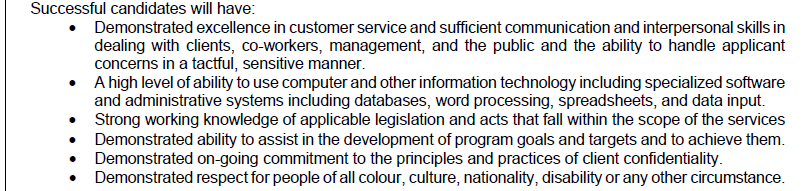 Successful candidates will have:
• Demonstrated excellence in customer service and sufficient communication and interpersonal skills in
dealing with clients, co-workers, management, and the public and the ability to handle applicant
concerns in a tactful, sensitive manner.
• A high level of ability to use computer and other information technology including specialized software
and administrative systems including databases, word processing, spreadsheets, and data input.
• Strong working knowledge of applicable legislation and acts that fall within the scope of the services
• Demonstrated ability to assist in the development of program goals and targets and to achieve them.
• Demonstrated on-going commitment to the principles and practices of client confidentiality.
• Demonstrated respect for people of all colour, culture, nationality, disability or any other circumstance.